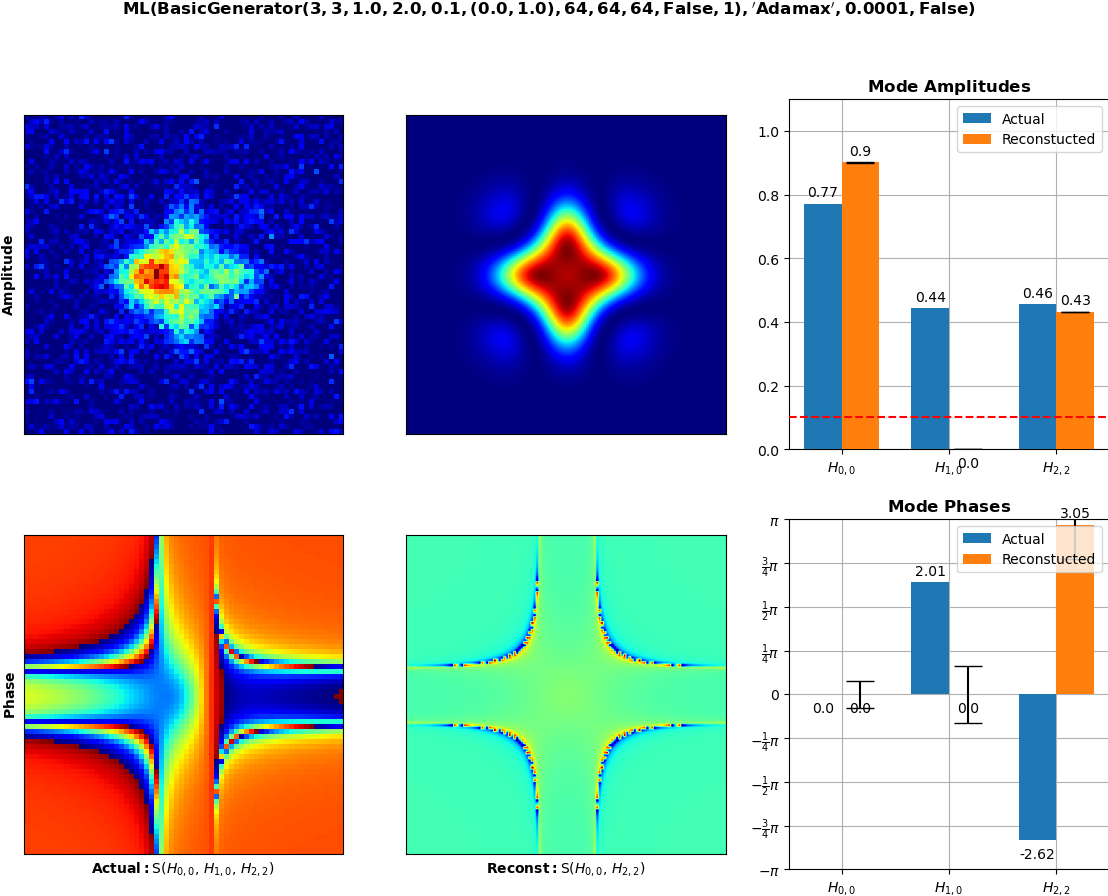 ML(BasicGenerator(3, 3, 1.0, 2.0, 0.1, (0.0, 1.0), 64, 64, 64, False, 1), ′Adamax′, 0.0001, False)
Amplitude
Mode Amplitudes
Actual
Reconstucted
1.0
0.8
0.6
0.4
0.2
0.0
0.77
0.9
0.44
0.0
0.46
0.43
H0,0
H1,0
H2,2
Phase
Actual: S(H0,0, H1,0, H2,2)
Reconst: S(H0,0, H2,2)
Mode Phases
Actual
Reconstucted
π
3/4π
1/2π
1/4π
0
−1/4π
−1/2π
−3/4π
−π
0.0
0.0
2.01
0.0
-2.62
3.05
H0,0
H1,0
H2,2